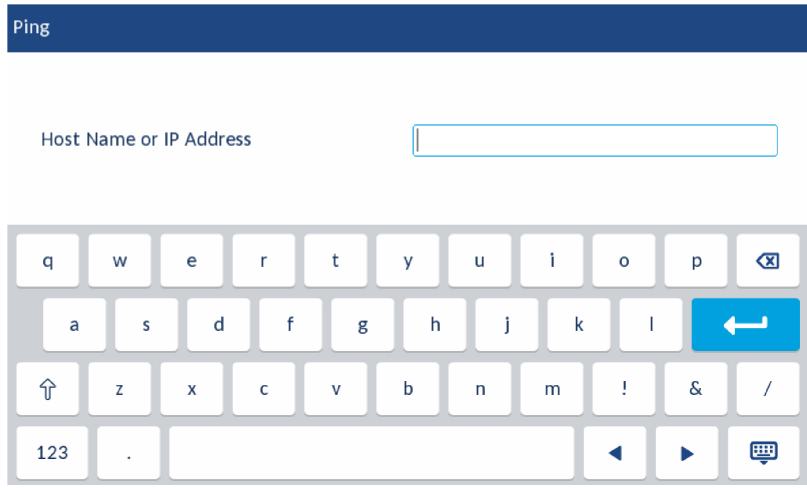 Ping
Host Name or IP Address
q w e r t y u i o p
a s d f g h j k l
z x c v b n m ! & /
123 .